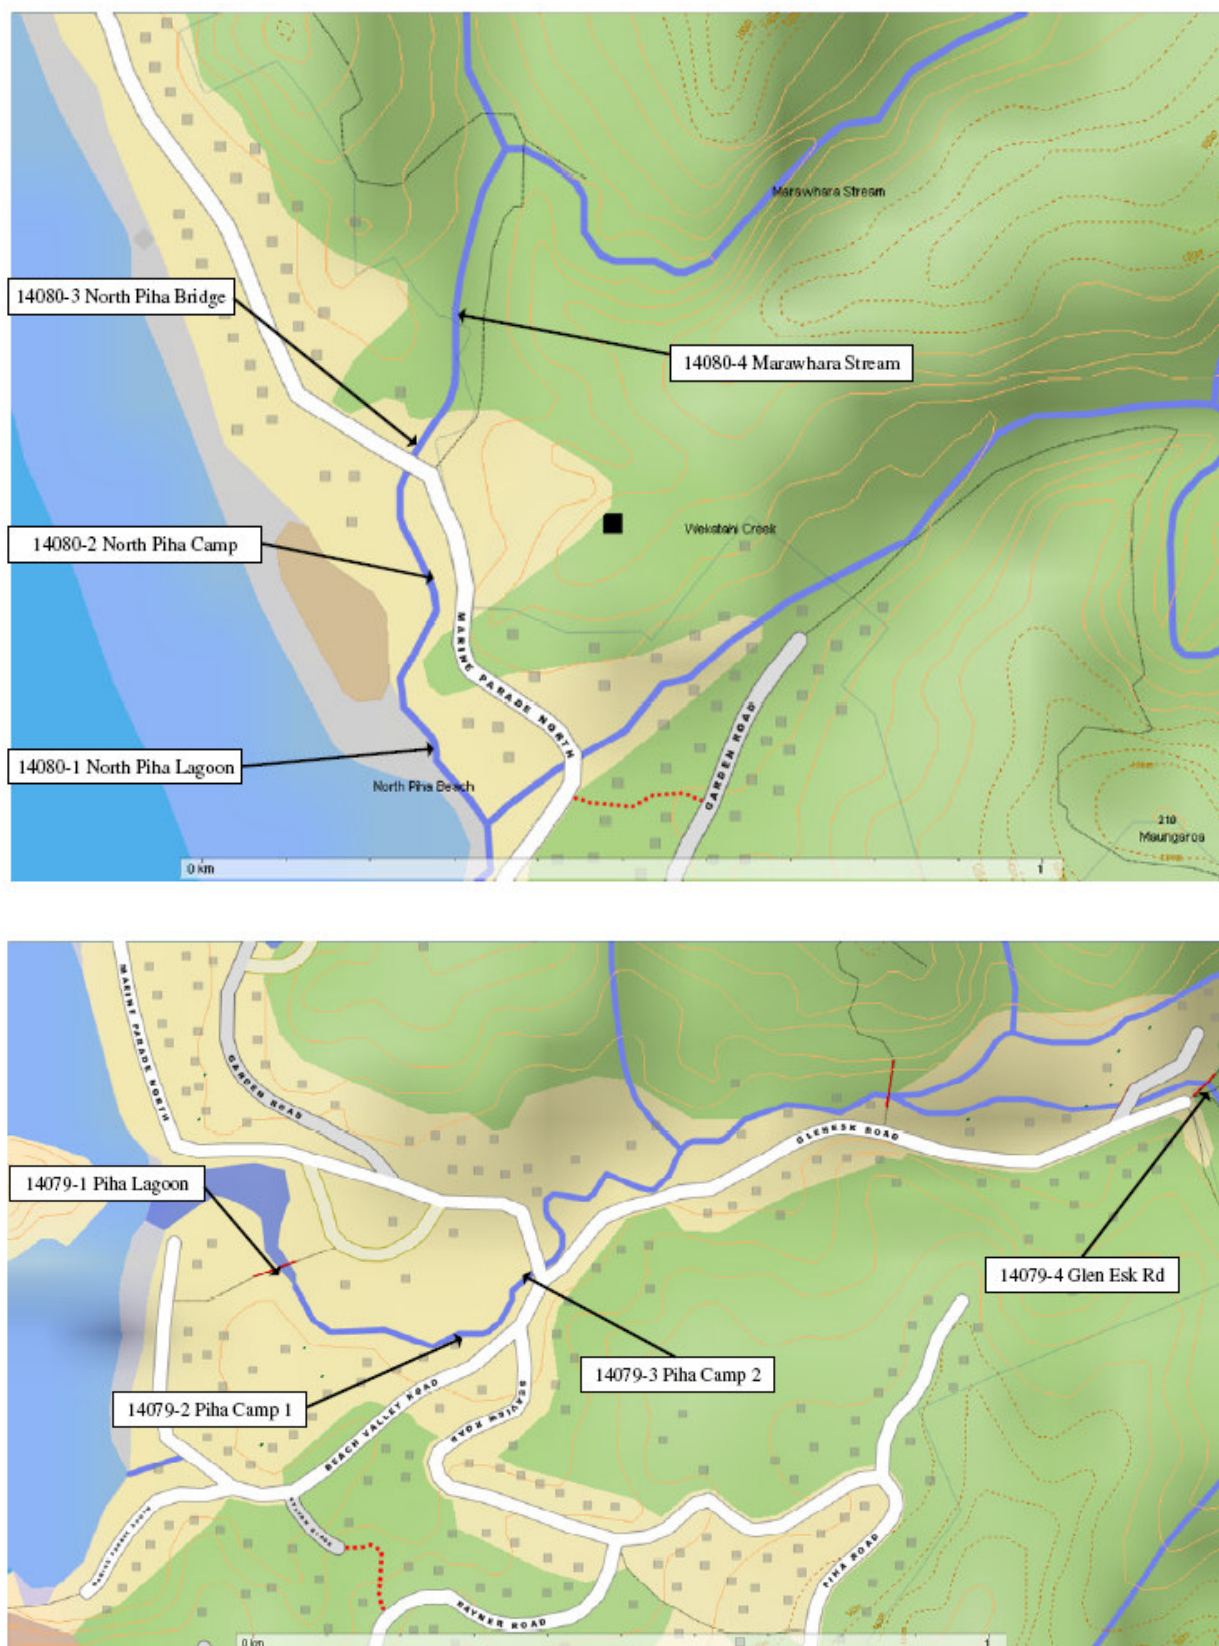 Marawhara Stream
14080-3 North Piha Bridge
14080-4 Marawhara Stream
Wekatahi Creek
14080-2 North Piha Camp
MARINE PARADE NORTH
GARDEN ROAD
14080-1 North Piha Lagoon
North Piha Beach
210
Maungaroa
0 km
1
MARINE PARADE NORTH
GARDEN ROAD
GLENESK ROAD
14079-1 Piha Lagoon
14079-4 Glen Esk Rd
14079-3 Piha Camp 2
14079-2 Piha Camp 1
BEACH VALLEY ROAD
SEAVIEW ROAD
MARINE PARADE SOUTH
PIHA ROAD
RAYNER ROAD
0 km
1